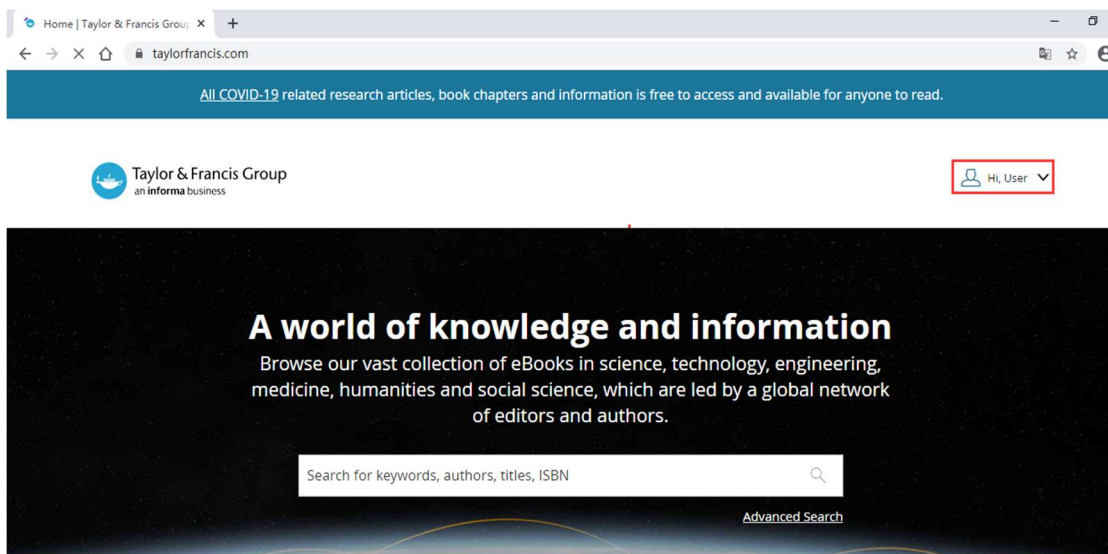 Home | Taylor & Francis Grou
taylorfrancis.com
All COVID-19 related research articles, book chapters and information is free to access and available for anyone to read.
Taylor & Francis Group
an informa business
Hi, User
A world of knowledge and information
Browse our vast collection of eBooks in science, technology, engineering,
medicine, humanities and social science, which are led by a global network
of editors and authors.
Search for keywords, authors, titles, ISBN
Advanced Search